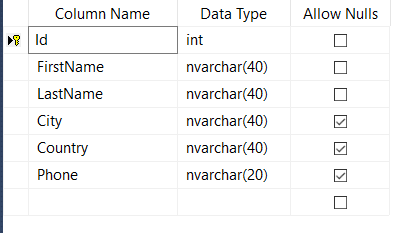 Column Name Data Type Allow Nulls
Id int
FirstName nvarchar(40)
LastName nvarchar(40)
City nvarchar(40)
Country nvarchar(40)
Phone nvarchar(20)